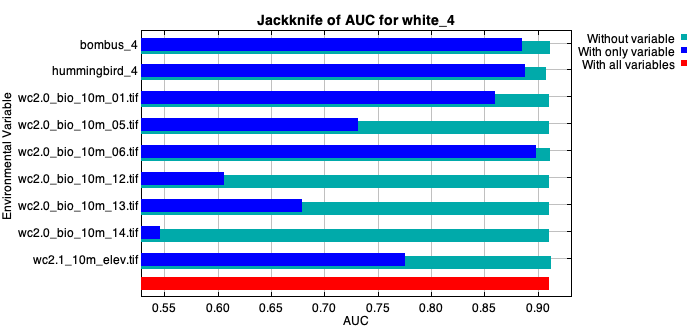 Jackknife of AUC for white_4
Without variable
With only variable
With all variables
Environmental Variable
bombus_4
hummingbird_4
wc2.0_bio_10m_01.tif
wc2.0_bio_10m_05.tif
wc2.0_bio_10m_06.tif
wc2.0_bio_10m_12.tif
wc2.0_bio_10m_13.tif
wc2.0_bio_10m_14.tif
wc2.1_10m_elev.tif
0.55 0.60 0.65 0.70 0.75 0.80 0.85 0.90
AUC